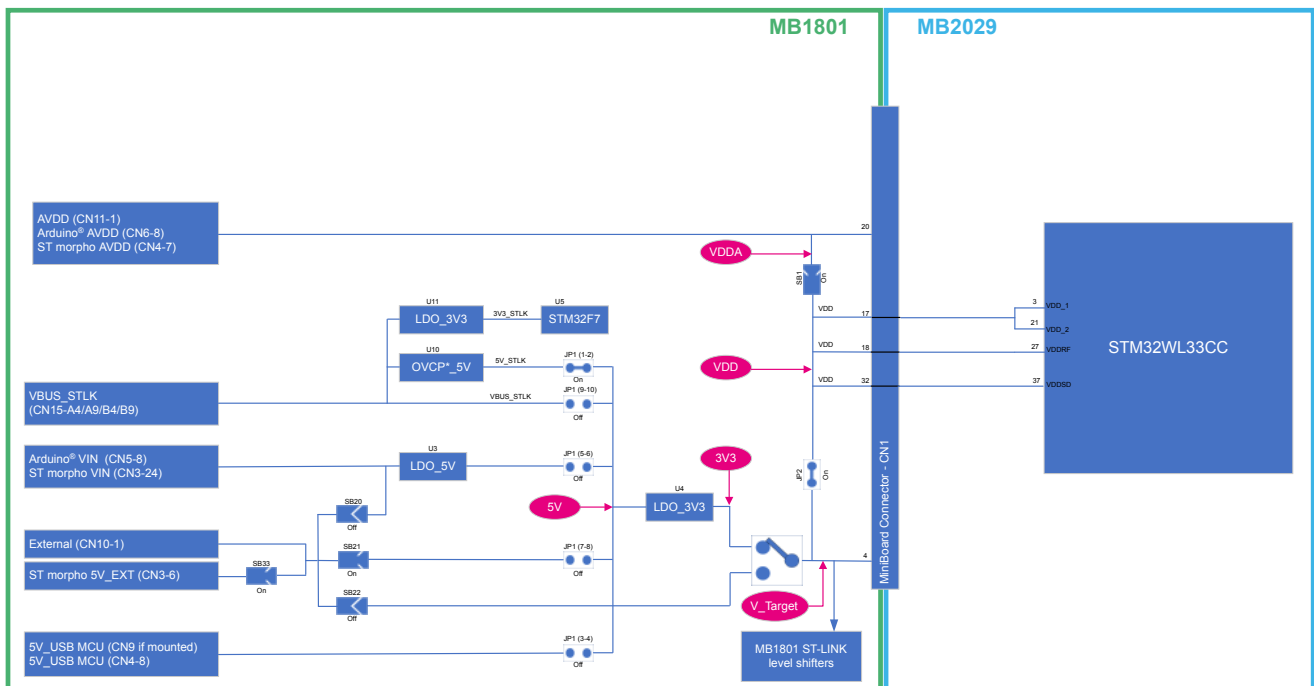 MB1801
MB2029
AVDD (CN11-1)
Arduino® AVDD (CN6-8)
ST morpho AVDD (CN4-7)
20
VDDA
SB1
On
U11
LDO_3V3
3V3_STLK
U5
STM32F7
VDD
17
3
VDD_1
21
VDD_2
U10
OVCP*_5V
5V_STLK
JP1 (1-2)
On
VDD
VDD
18
27
VDDRF
STM32WL33CC
VBUS_STLK
(CN15-A4/A9/B4/B9)
VBUS_STLK
JP1 (9-10)
Off
VDD
32
37
VDDSD
Arduino® VIN (CN5-8)
ST morpho VIN (CN3-24)
U3
LDO_5V
JP1 (5-6)
Off
3V3
JP2
On
MiniBoard Connector - CN1
SB20
Off
5V
U4
LDO_3V3
External (CN10-1)
ST morpho 5V_EXT (CN3-6)
SB33
On
SB21
On
JP1 (7-8)
Off
4
SB22
Off
V_Target
5V_USB MCU (CN9 if mounted)
5V_USB MCU (CN4-8)
JP1 (3-4)
Off
MB1801 ST-LINK
level shifters